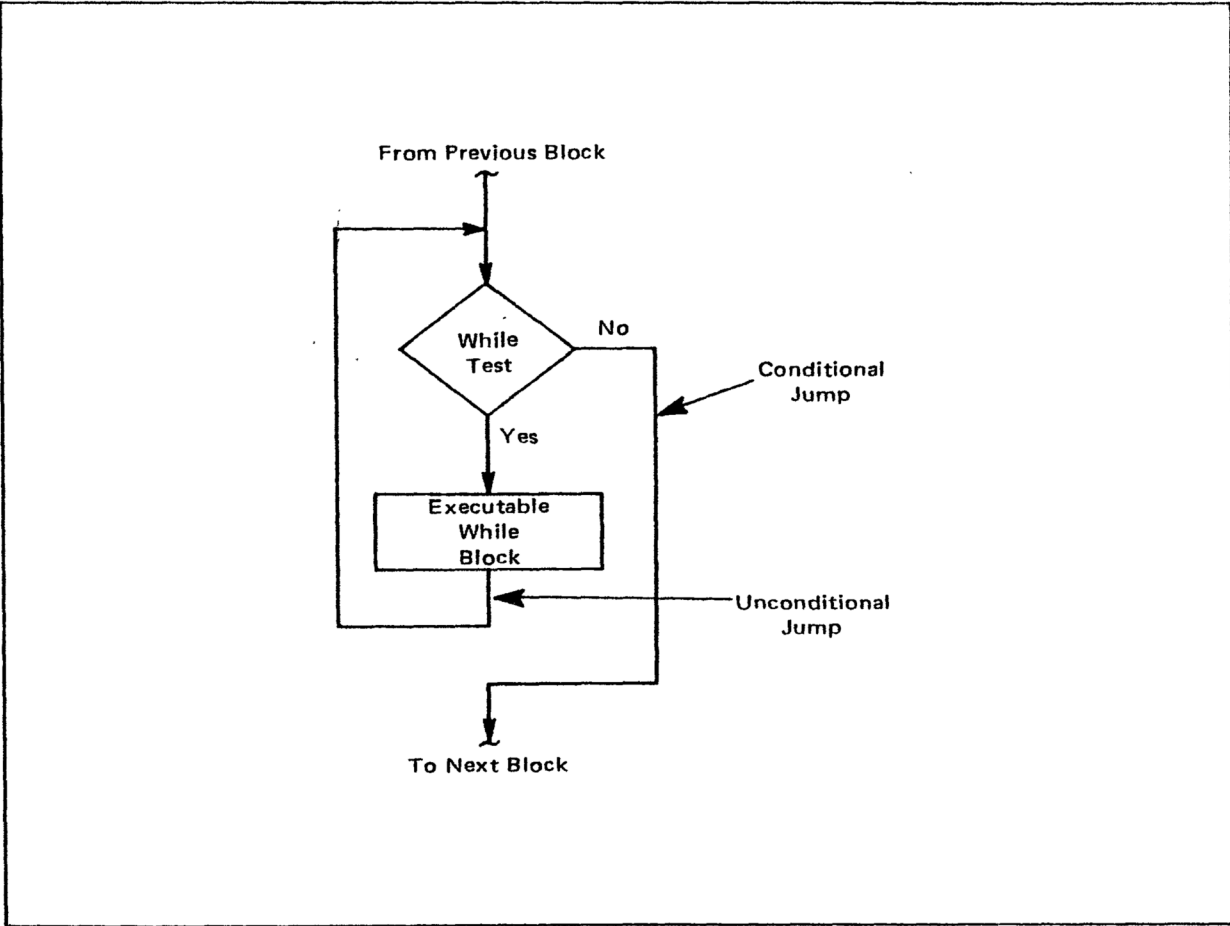 From Previous Block
No
While
Test
Conditional
Jump
Yes
Executable
While
Block
Unconditional
Jump
To Next Block